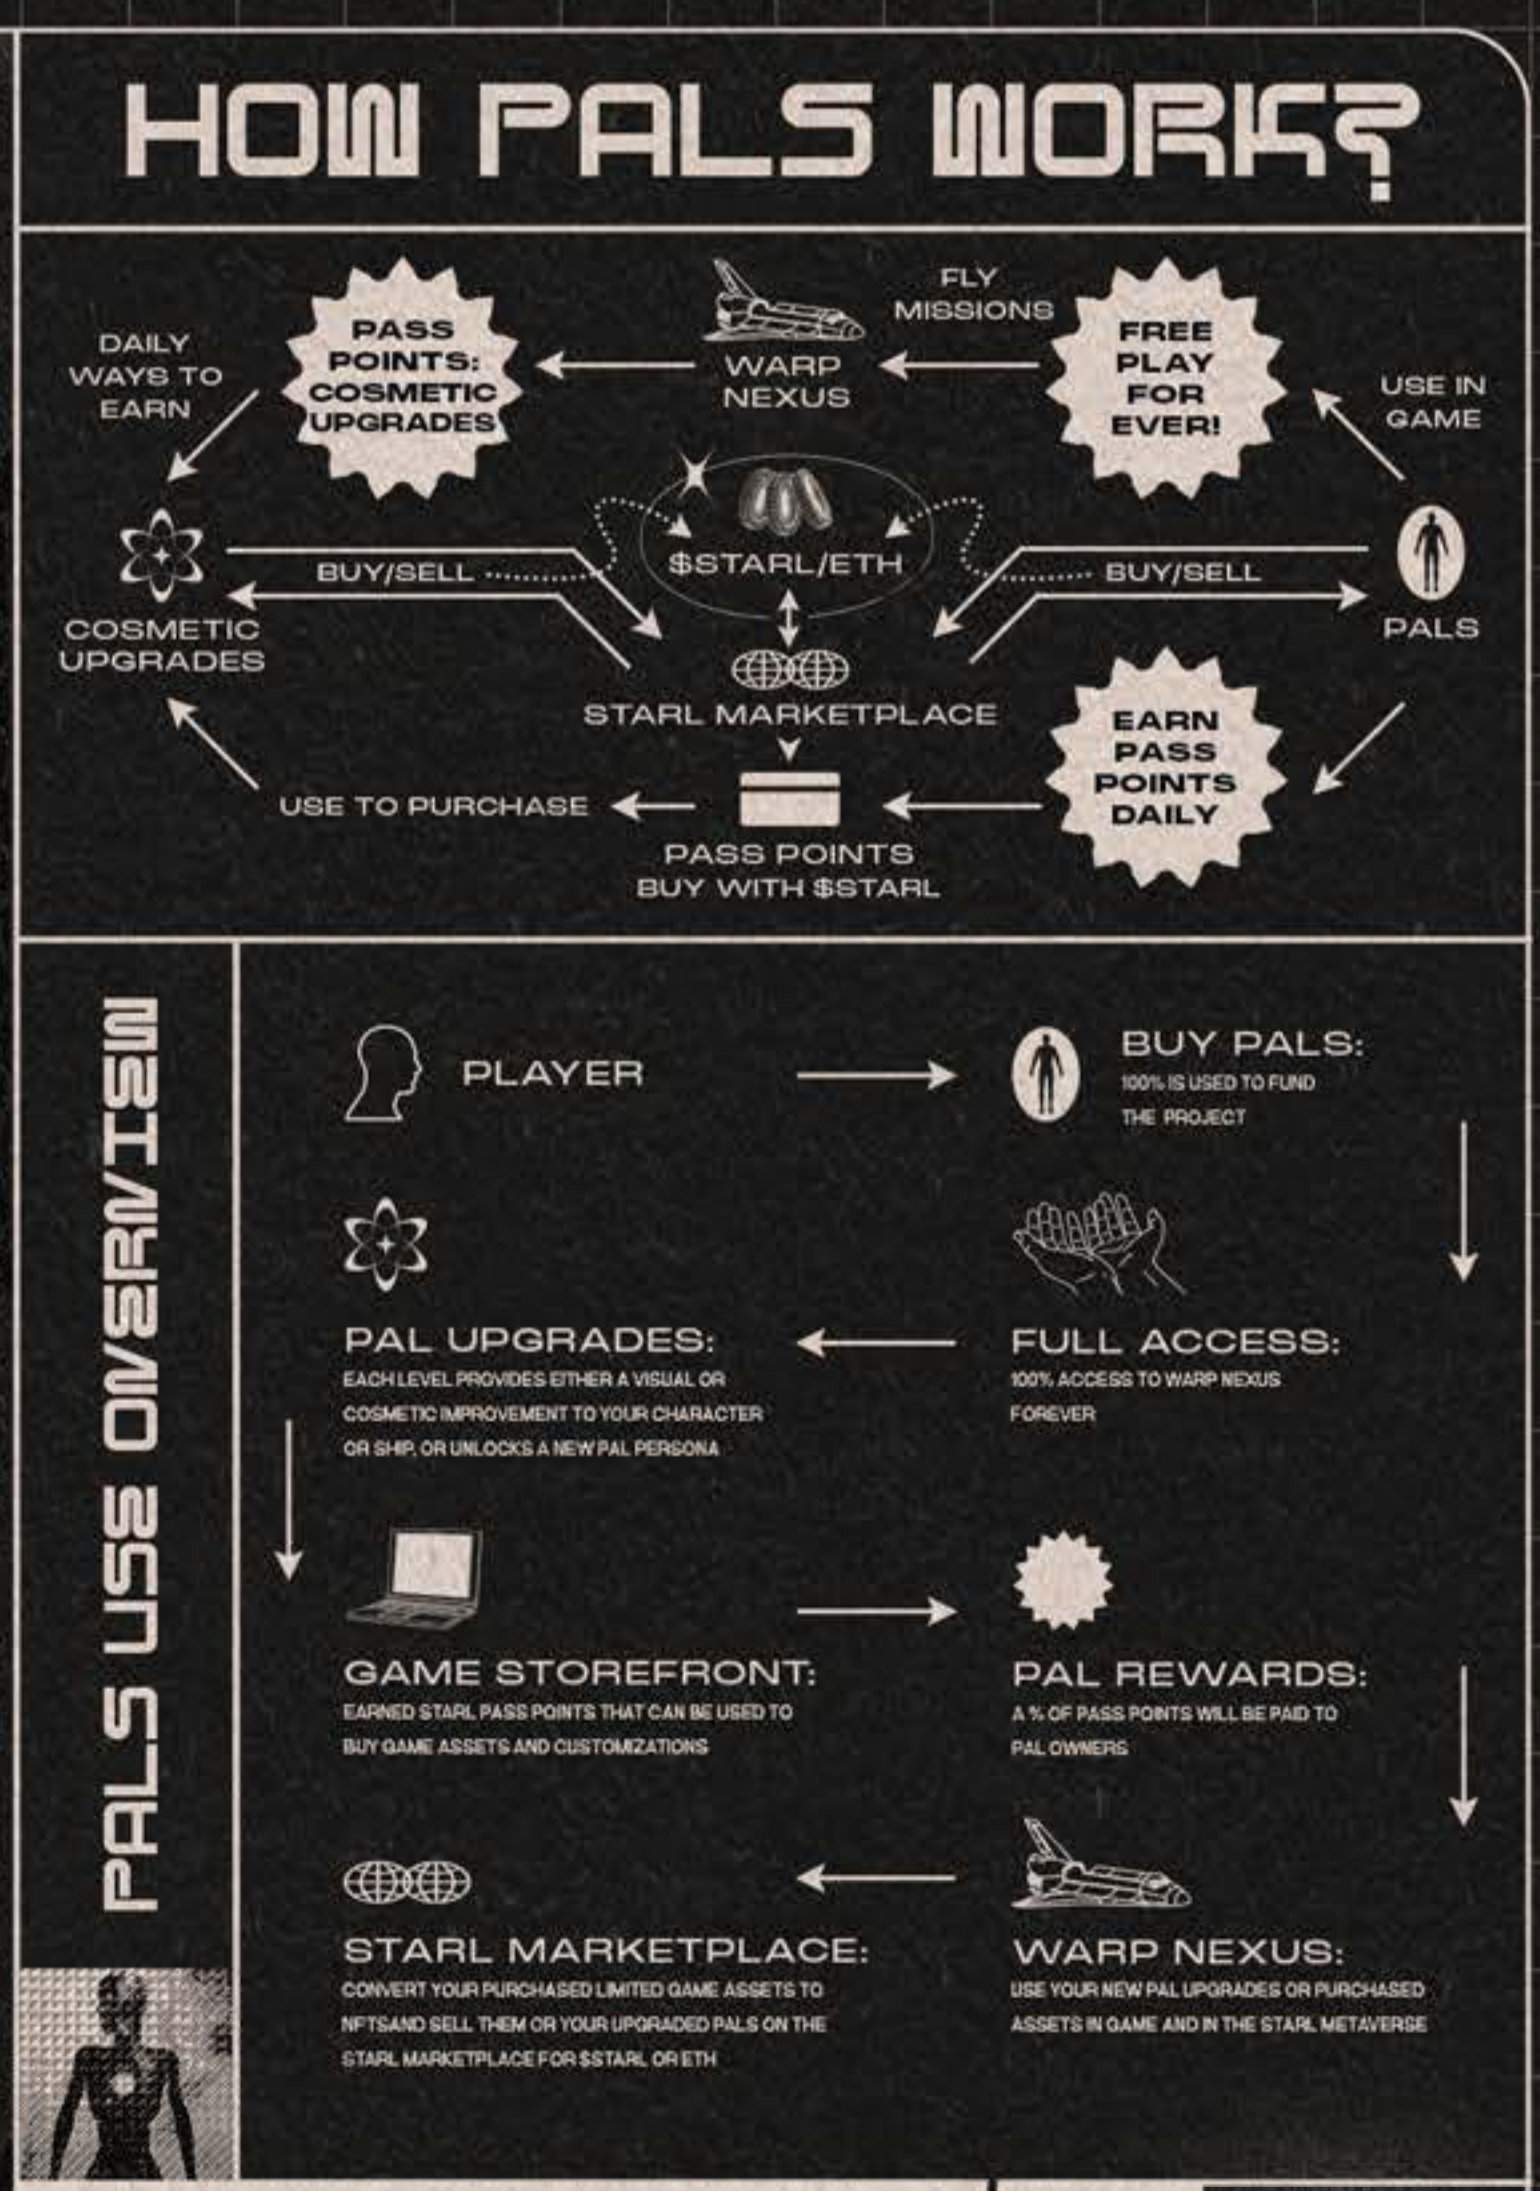 HOW PALS WORK?
DAILY
WAYS TO
EARN
PASS
POINTS:
COSMETIC
UPGRADES
WARP
NEXUS
FLY
MISSIONS
FREE
PLAY
FOR
EVER!
USE IN
GAME
COSMETIC
UPGRADES
BUY/SELL
$STARL/ETH
BUY/SELL
PALS
STARL MARKETPLACE
EARN
PASS
POINTS
DAILY
USE TO PURCHASE
PASS POINTS
BUY WITH $STARL
PALS USE OVERVIEW
PLAYER
BUY PALS:
100% IS USED TO FUND
THE PROJECT
PAL UPGRADES:
EACH LEVEL PROVIDES EITHER A VISUAL OR
COSMETIC IMPROVEMENT TO YOUR CHARACTER
OR SHIP, OR UNLOCKS A NEW PAL PERSONA
FULL ACCESS:
100% ACCESS TO WARP NEXUS
FOREVER
GAME STOREFRONT:
EARNED STARL PASS POINTS THAT CAN BE USED TO
BUY GAME ASSETS AND CUSTOMIZATIONS
PAL REWARDS:
A % OF PASS POINTS WILL BE PAID TO
PAL OWNERS
STARL MARKETPLACE:
CONVERT YOUR PURCHASED LIMITED GAME ASSETS TO
NFTSAND SELL THEM OR YOUR UPGRADED PALS ON THE
STARL MARKETPLACE FOR $STARL OR ETH
WARP NEXUS:
USE YOUR NEW PAL UPGRADES OR PURCHASED
ASSETS IN GAME AND IN THE STARL METAVERSE